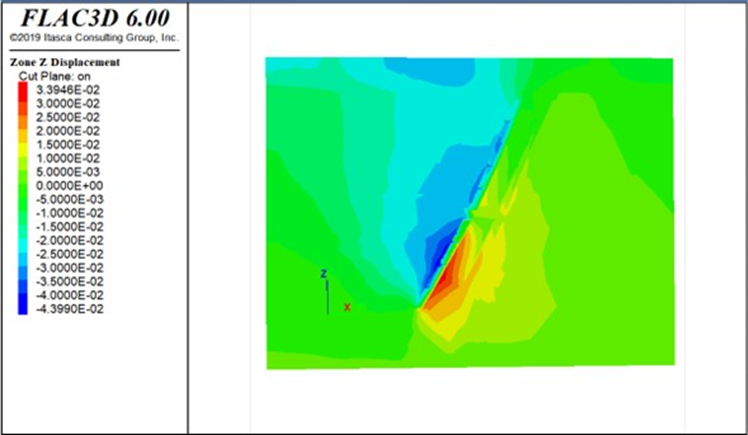 FLAC3D 6.00
©2019 Itasca Consulting Group, Inc.
Zone Z Displacement
Cut Plane: on
3.3946E-02
3.0000E-02
2.5000E-02
2.0000E-02
1.5000E-02
1.0000E-02
5.0000E-03
0.0000E+00
-5.0000E-03
-1.0000E-02
-1.5000E-02
-2.0000E-02
-2.5000E-02
-3.0000E-02
-3.5000E-02
-4.0000E-02
-4.3990E-02
Z
X